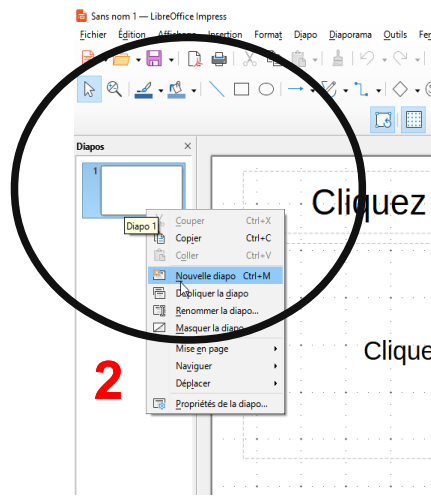 Sans nom 1 — LibreOffice Impress
Fichier Édition Affichage Insertion Format Diapo Diaporama Outils
Diapos ×
1
Cliquez
Diapo 1
Couper Ctrl+X
Copier Ctrl+C
Coller Ctrl+V
Nouvelle diapo Ctrl+M
Dupliquer la diapo
Renommer la diapo...
Masquer la diapo
Mise en page
Naviguer
Déplacer
Propriétés de la diapo...
Clique
2